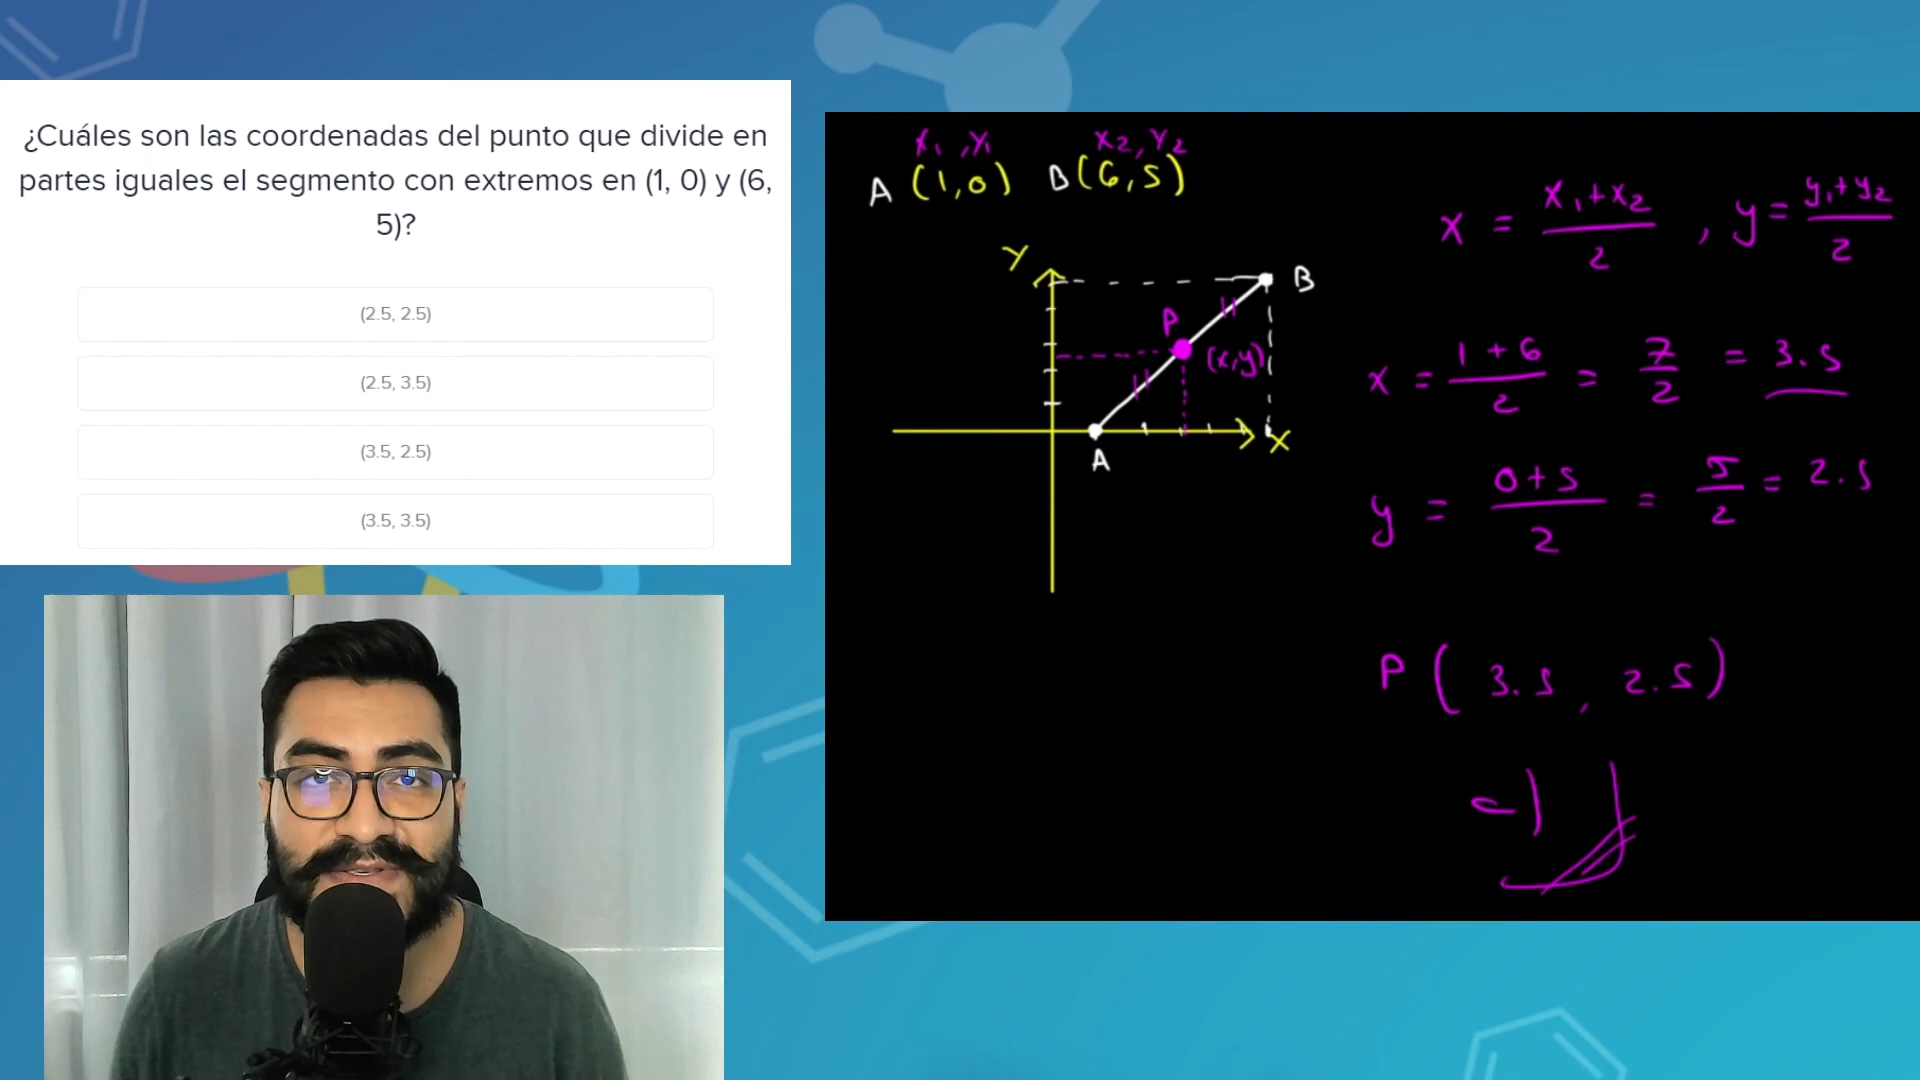 ¿Cuáles son las coordenadas del punto que divide en
partes iguales el segmento con extremos en (1, 0) y (6,
5)?
(2.5, 2.5)
(2.5, 3.5)
(3.5, 2.5)
(3.5, 3.5)
x₁ , y₁ x₂, y₂
A (1,0) B(6,5)
Y
B
P
(x,y)
X
A
x = x₁+x₂ / 2 , y = y₁+y₂ / 2
x = 1+6 / 2 = 7/2 = 3.5
y = 0+5 / 2 = 5/2 = 2.5
P ( 3.5 , 2.5 )
c)